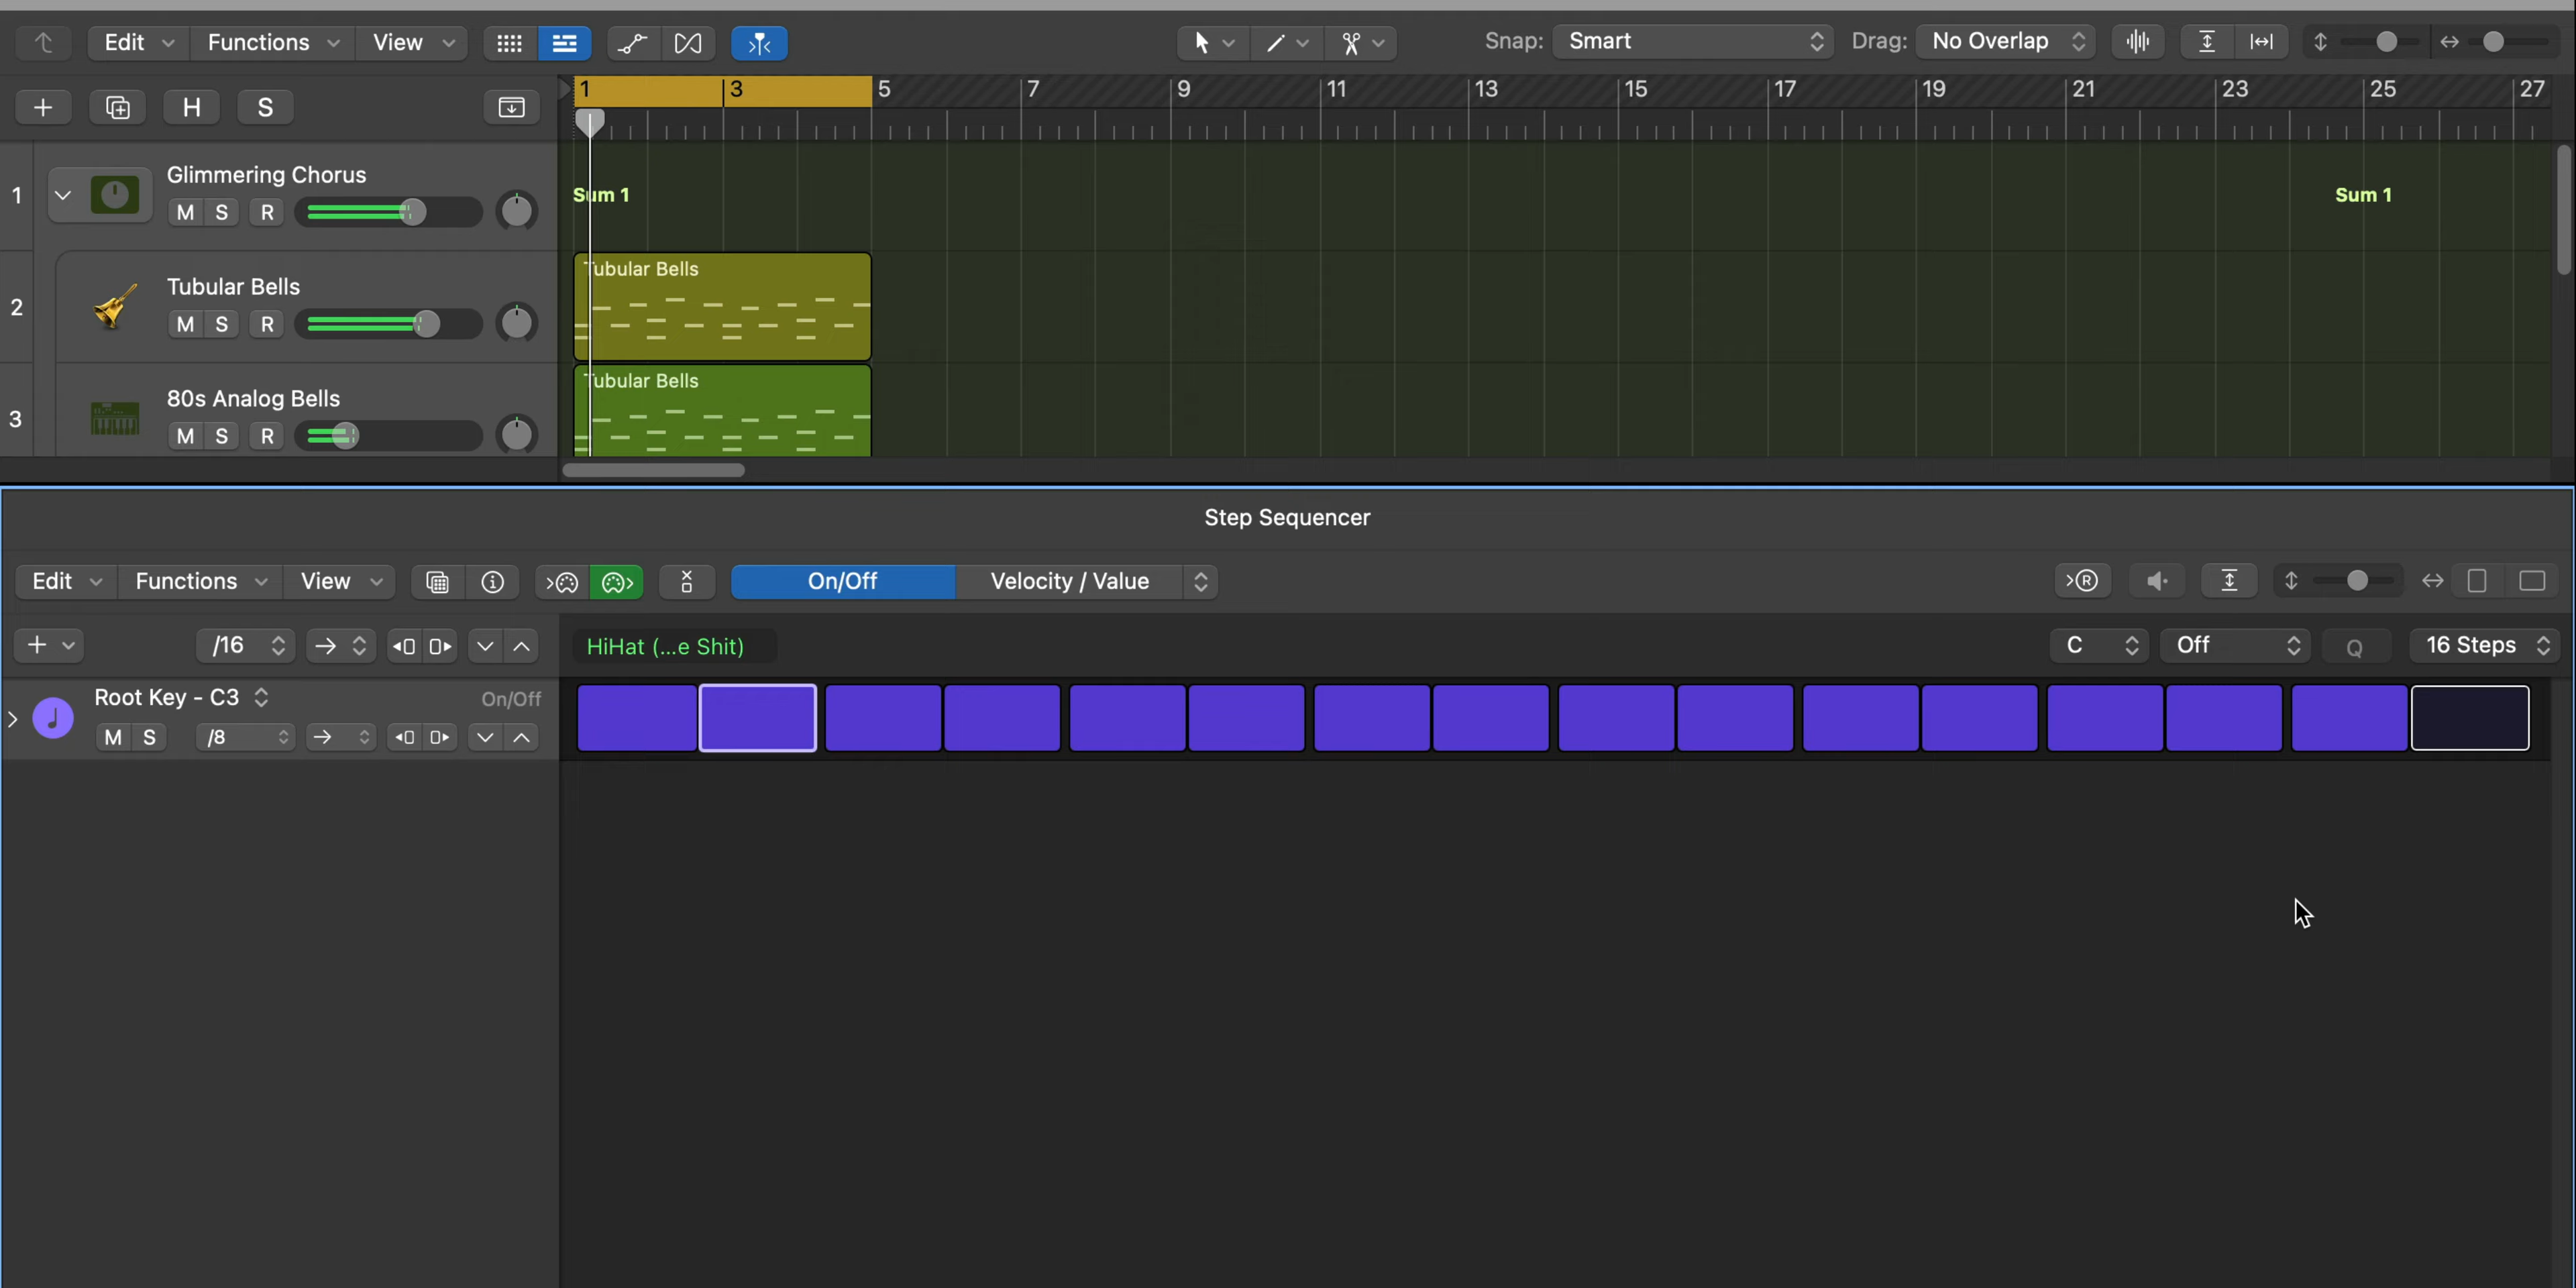 Edit Functions View Snap: Smart Drag: No Overlap
H S 1 3 5 7 9 11 13 15 17 19 21 23 25 27
1 Glimmering Chorus
M S R
Sum 1 Sum 1
2 Tubular Bells
M S R
Tubular Bells
3 80s Analog Bells
M S R
Tubular Bells
Step Sequencer
Edit Functions View On/Off Velocity / Value
/16 HiHat (...e Shit) C Off Q 16 Steps
Root Key - C3 On/Off
M S /8